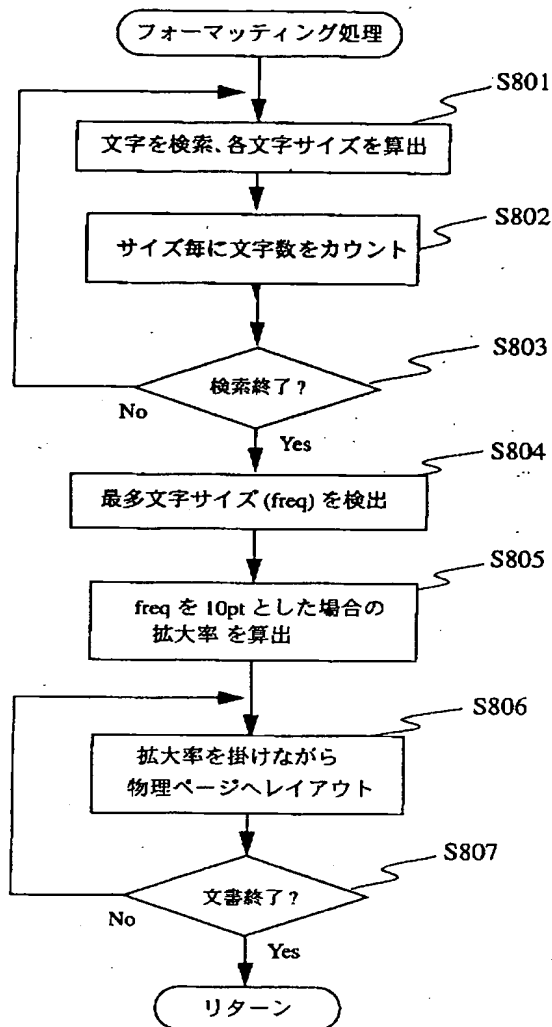 フォーマッティング処理
S801
文字を検索、各文字サイズを算出
S802
サイズ毎に文字数をカウント
S803
検索終了?
No
Yes
S804
最多文字サイズ (freq) を検出
S805
freq を 10pt とした場合の
拡大率 を算出
S806
拡大率を掛けながら
物理ページへレイアウト
S807
文書終了?
No
Yes
リターン